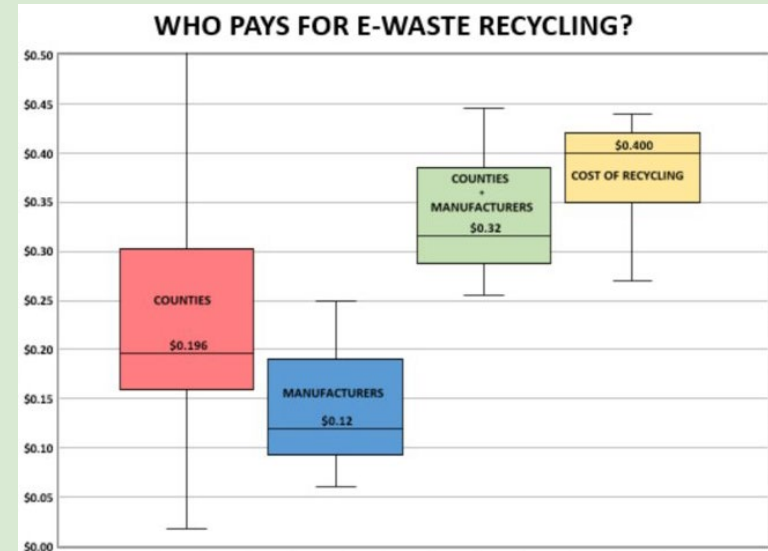 WHO PAYS FOR E-WASTE RECYCLING?
$0.50
$0.45
$0.40
$0.35
$0.30
$0.25
$0.20
$0.15
$0.10
$0.05
$0.00
COUNTIES
$0.196
MANUFACTURERS
$0.12
COUNTIES
+
MANUFACTURERS
$0.32
$0.400
COST OF RECYCLING